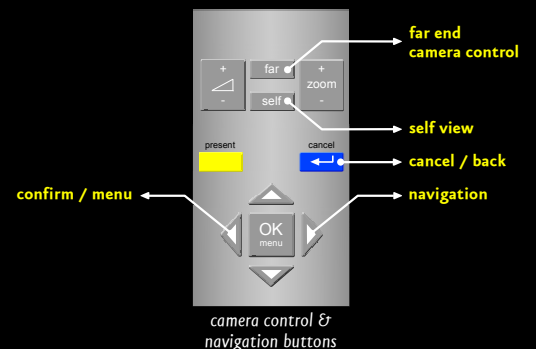 far end
camera control
+ far +
zoom
- self -
self view
present cancel
cancel / back
confirm / menu
navigation
OK
menu
camera control &
navigation buttons